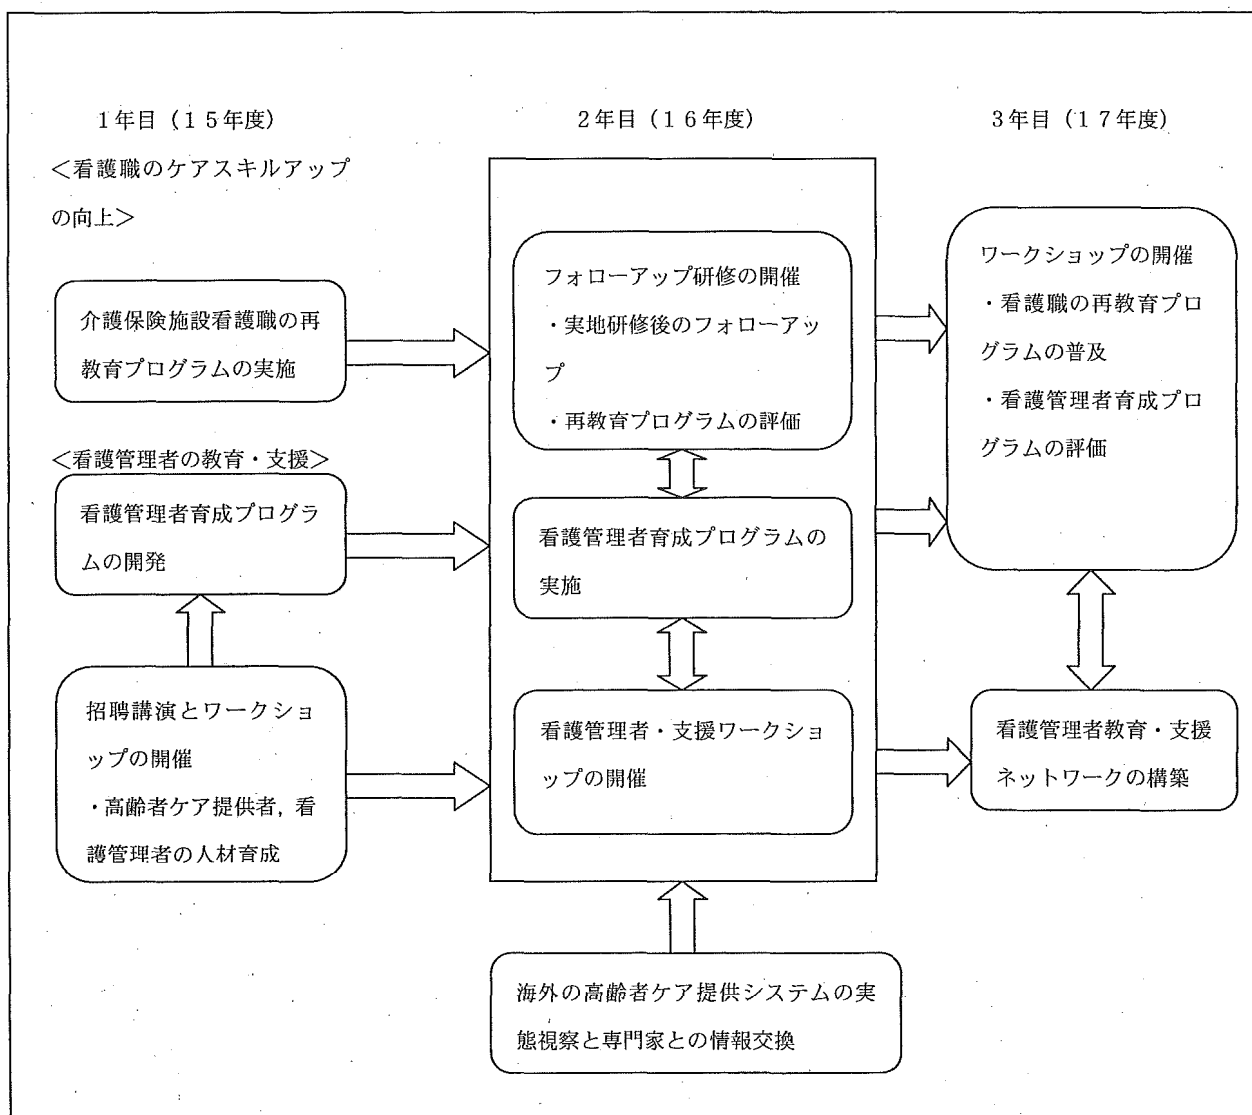 1年目（15年度）
＜看護職のケアスキルアップ
の向上＞
介護保険施設看護職の再
教育プログラムの実施
＜看護管理者の教育・支援＞
看護管理者育成プログラ
ムの開発
招聘講演とワークショ
ップの開催
・高齢者ケア提供者，看
護管理者の人材育成
2年目（16年度）
フォローアップ研修の開催
・実地研修後のフォローアッ
プ
・再教育プログラムの評価
看護管理者育成プログラムの
実施
看護管理者・支援ワークショ
ップの開催
海外の高齢者ケア提供システムの実
態視察と専門家との情報交換
3年目（17年度）
ワークショップの開催
・看護職の再教育プロ
グラムの普及
・看護管理者育成プロ
グラムの評価
看護管理者教育・支援
ネットワークの構築